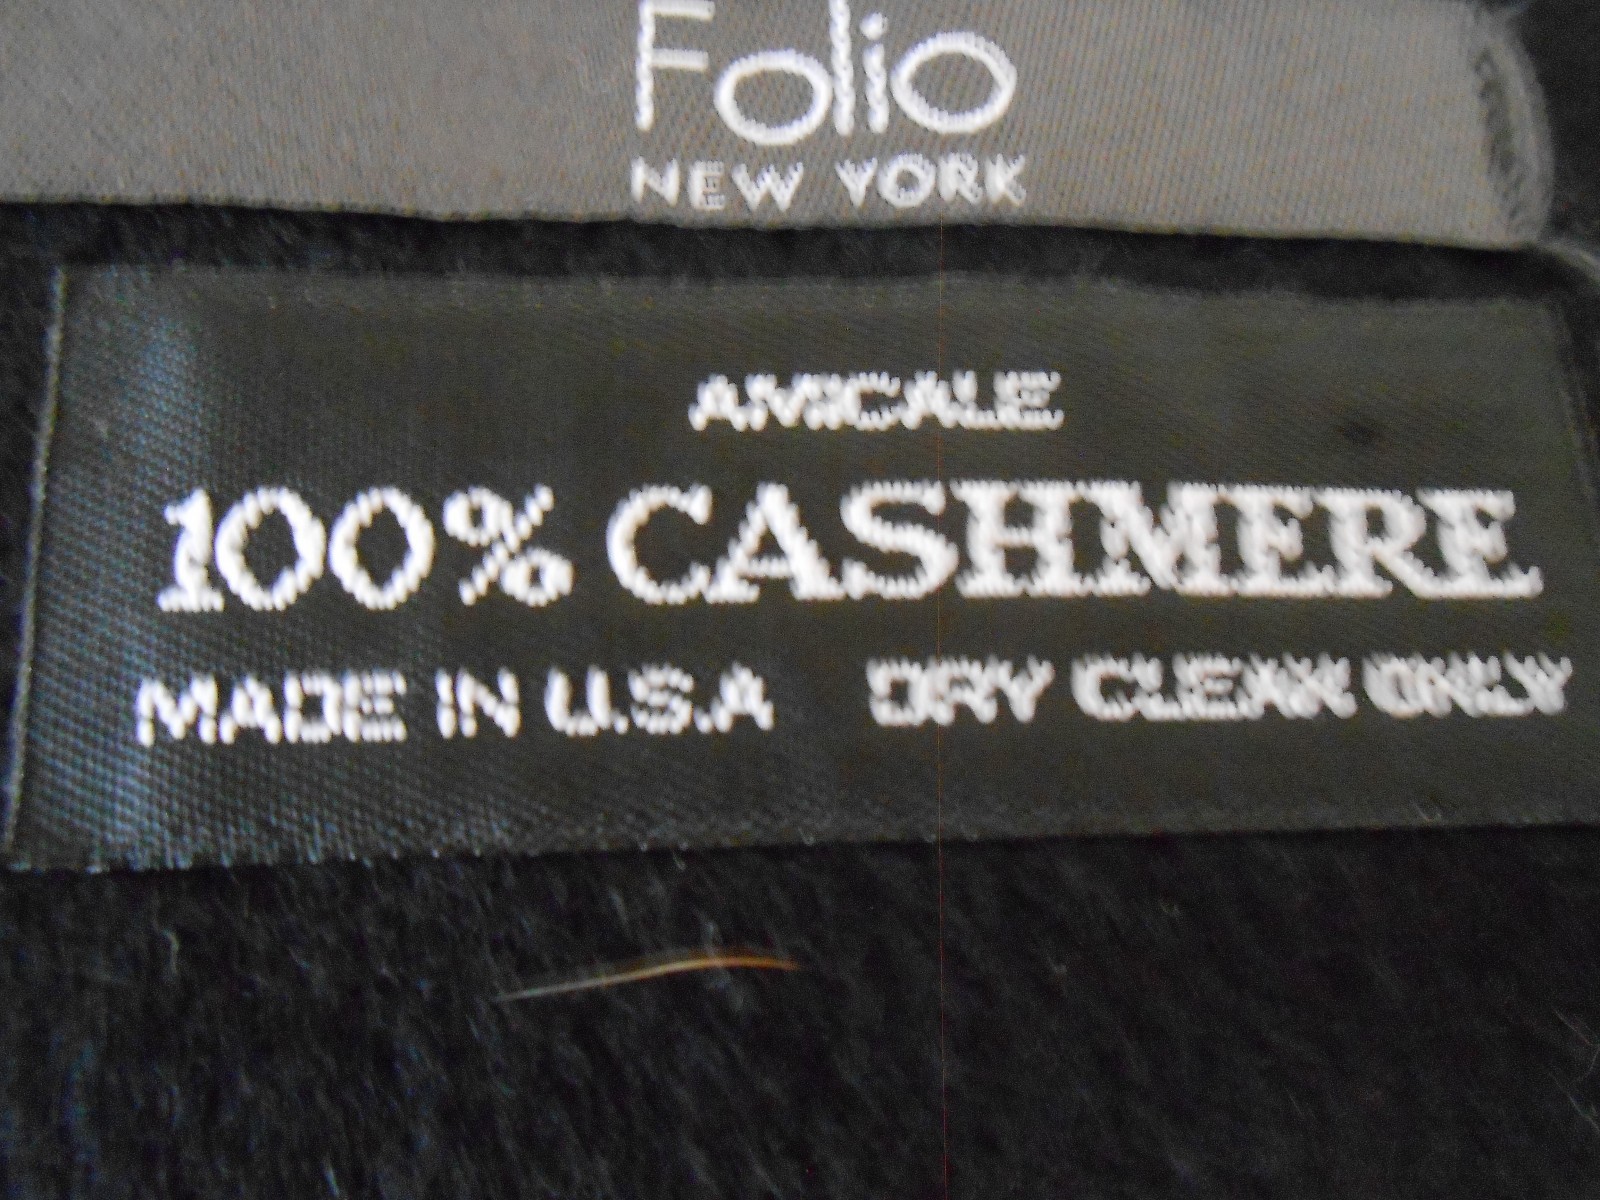 Folio
NEW YORK
AMICALE
100% CASHMERE
MADE IN U.S.A DRY CLEAN ONLY